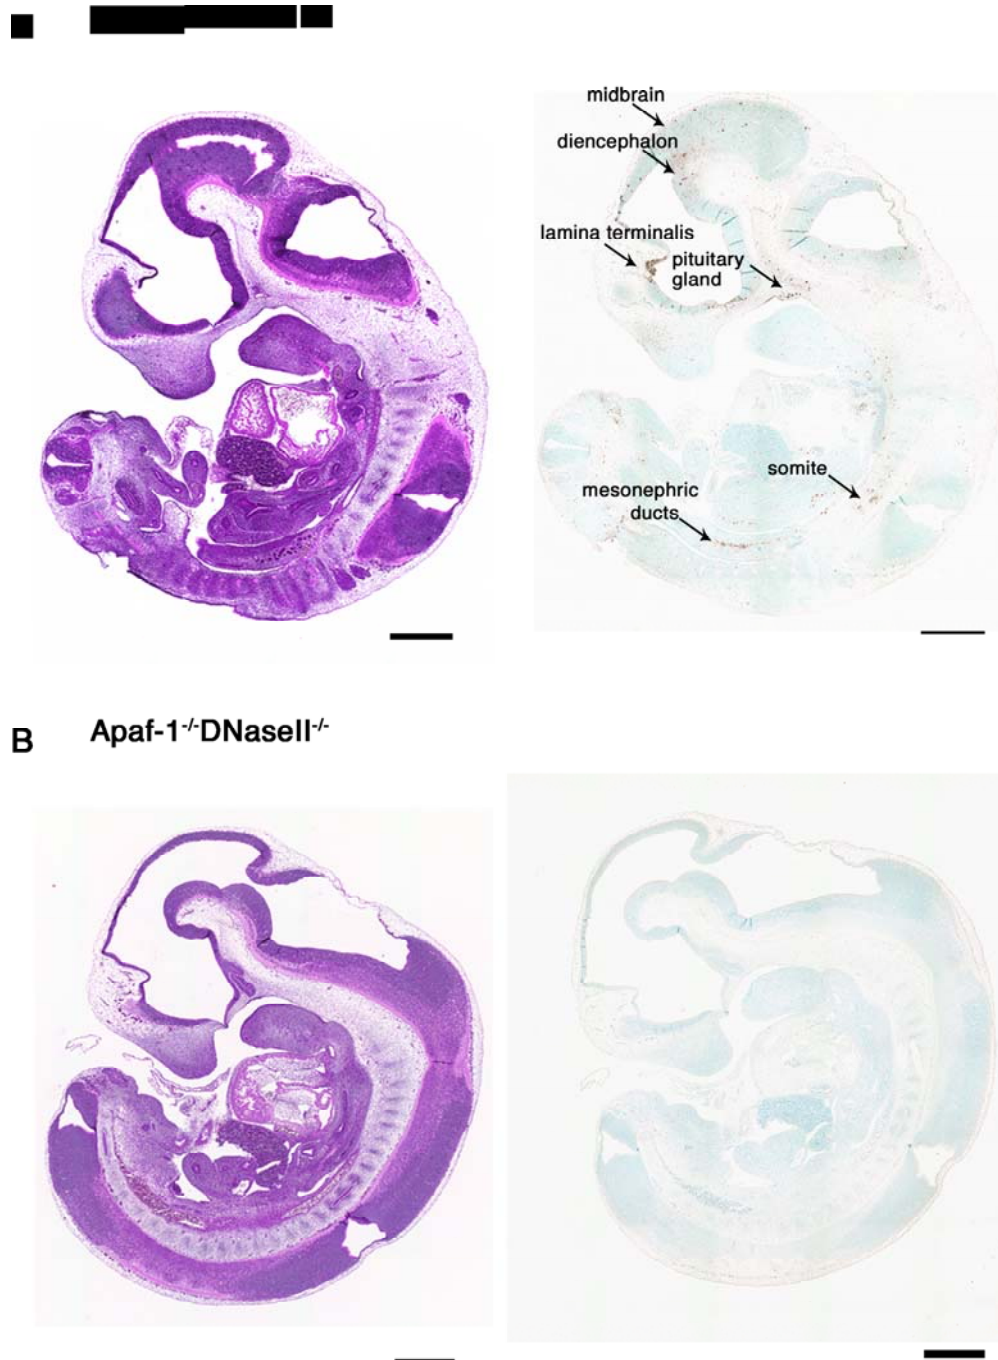 midbrain
diencephalon
lamina terminalis
pituitary
gland
somite
mesonephric
ducts
B Apaf-1-/-DNaseII-/-